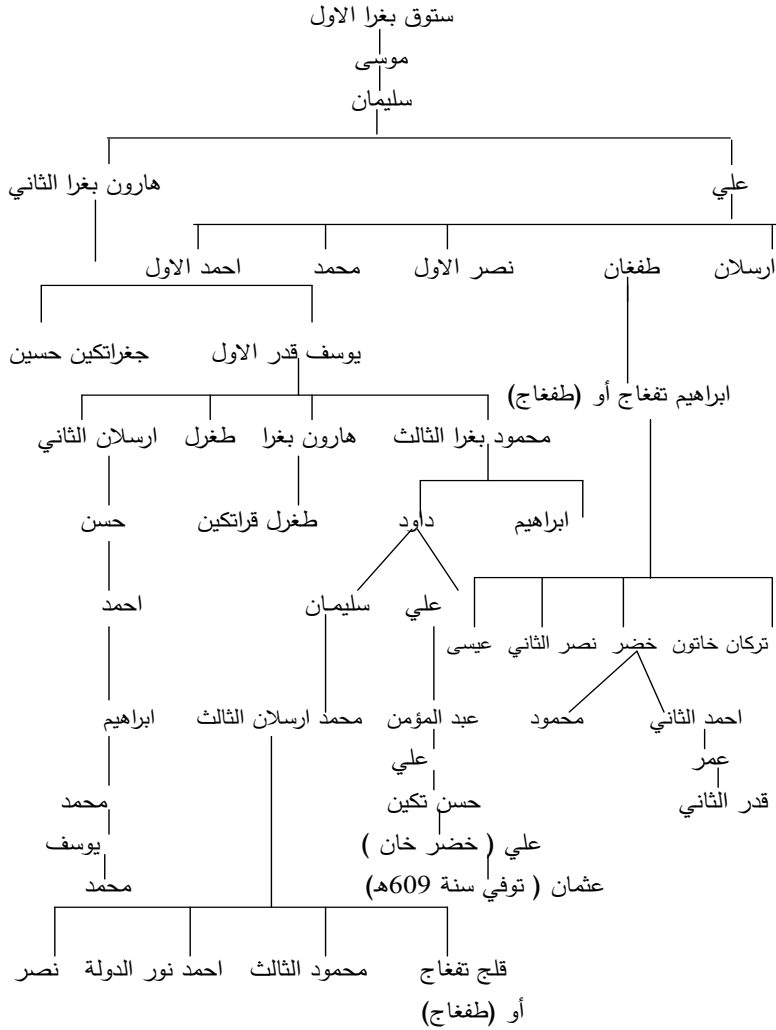 ستوق بغرا الاول
موسى
سليمان
علي هارون بغرا الثاني
ارسلان طفغان نصر الاول محمد احمد الاول
يوسف قدر الاول جغراتكين حسين
ابراهيم تفغاج أو (طفغاج)
محمود بغرا الثالث هارون بغرا طغرل ارسلان الثاني
ابراهيم داود طغرل قراتكين حسن
علي سليمان احمد
تركان خاتون خضر نصر الثاني عيسى
احمد الثاني محمود عبد المؤمن محمد ارسلان الثالث ابراهيم
عمر علي
قدر الثاني حسن تكين محمد
علي ( خضر خان ) يوسف
عثمان ( توفي سنة 609هـ) محمد
قلج تفغاج محمود الثالث احمد نور الدولة نصر
أو (طفغاج)